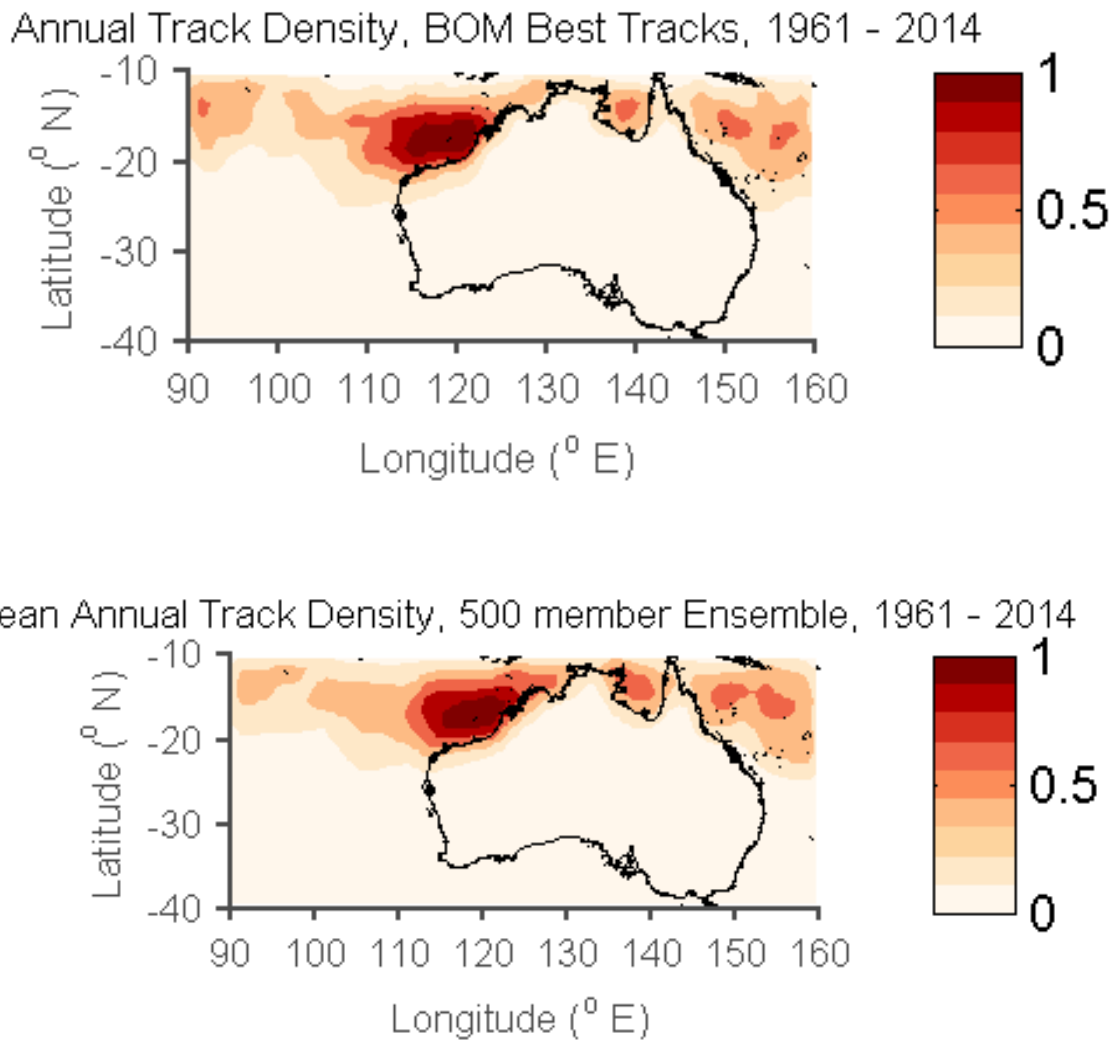 Annual Track Density, BOM Best Tracks, 1961 - 2014
-10
-20
-30
-40
Latitude (° N)
90 100 110 120 130 140 150 160
Longitude (° E)
1
0.5
0
ean Annual Track Density, 500 member Ensemble, 1961 - 2014
-10
-20
-30
-40
Latitude (° N)
90 100 110 120 130 140 150 160
Longitude (° E)
1
0.5
0